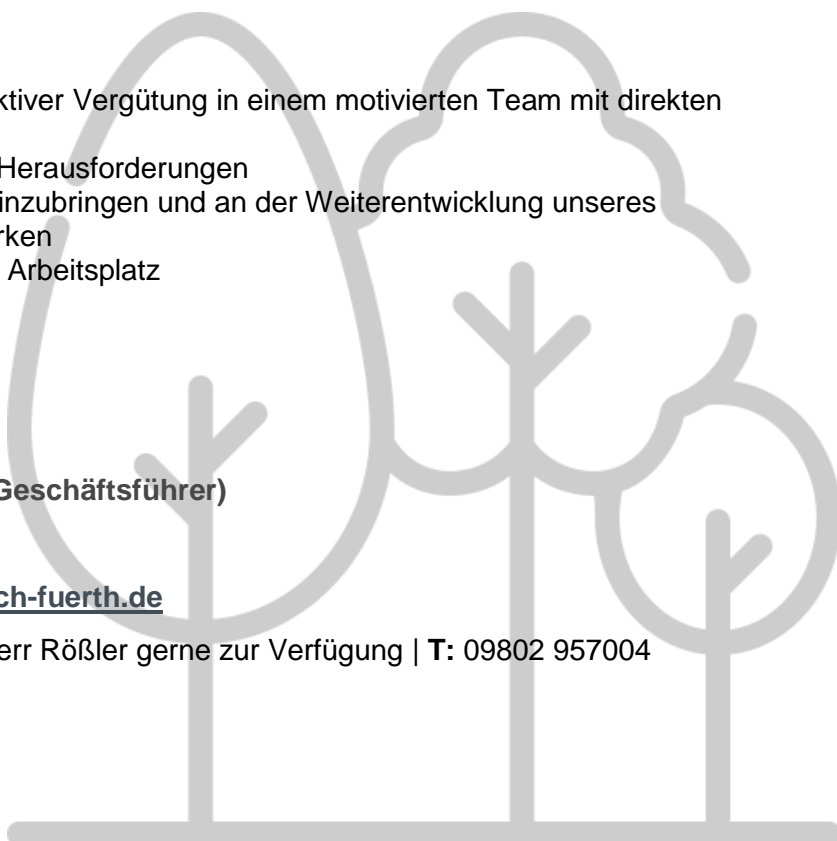 ktiver Vergütung in einem motivierten Team mit direkten
Herausforderungen
inzubringen und an der Weiterentwicklung unseres
rken
Arbeitsplatz
Geschäftsführer)
ch-fuerth.de
err Rößler gerne zur Verfügung | T: 09802 957004